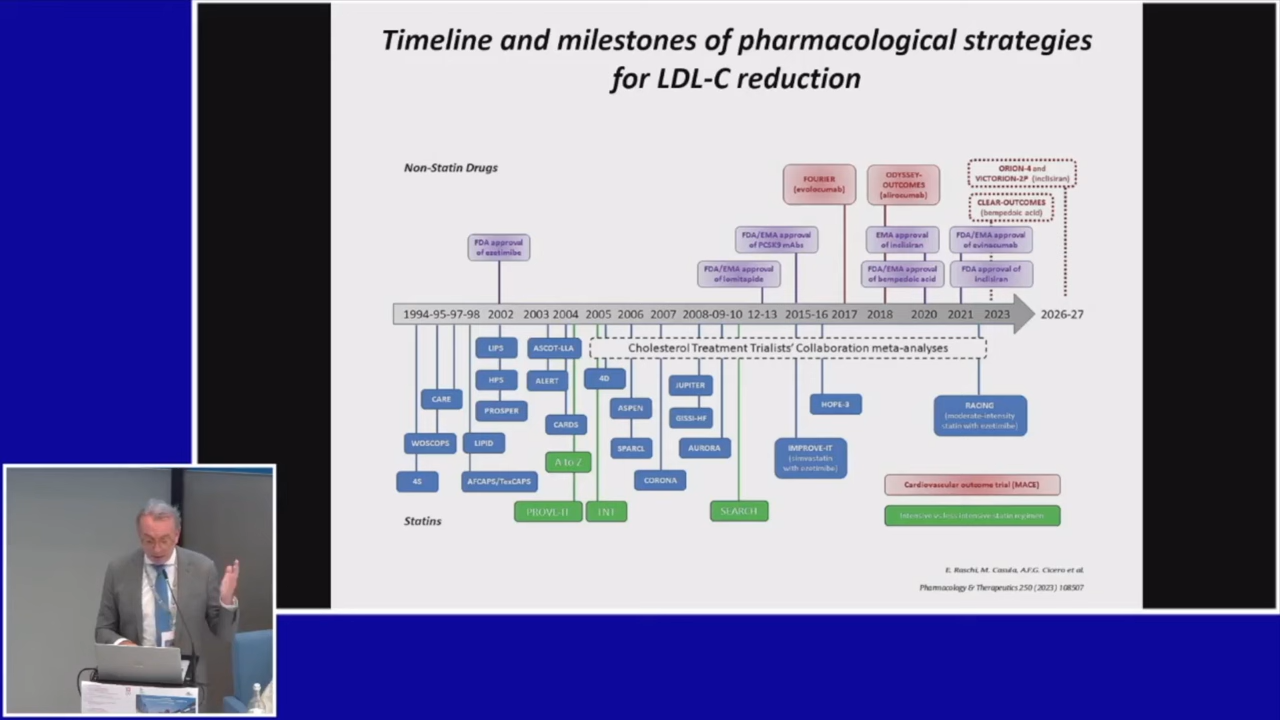 Timeline and milestones of pharmacological strategies
for LDL-C reduction
Non-Statin Drugs
FOURIER
(evolocumab)
ODYSSEY-
OUTCOMES
(alirocumab)
ORION-4 and
VICTORION-2P (inclisiran)
CLEAR-OUTCOMES
(bempedoic acid)
FDA approval
of ezetimibe
FDA/EMA approval
of PCSK9 mAbs
EMA approval
of inclisiran
FDA/EMA approval
of evinacumab
FDA/EMA approval
of lomitapide
FDA/EMA approval
of bempedoic acid
FDA approval of
inclisiran
1994-95-97-98 2002 2003 2004 2005 2006 2007 2008-09-10 12-13 2015-16 2017 2018 2020 2021 2023 2026-27
LIPS
ASCOT-LLA
Cholesterol Treatment Trialists' Collaboration meta-analyses
HPS
ALERT
4D
JUPITER
CARE
PROSPER
ASPEN
HOPE-3
RACING
(moderate-intensity
statin with ezetimibe)
CARDS
GISSI-HF
WOSCOPS
LIPID
SPARCL
AURORA
IMPROVE-IT
(simvastatin
with ezetimibe)
A to Z
4S
AFCAPS/TexCAPS
CORONA
Cardiovascular outcome trial (MACE)
PROVE-IT
TNT
SEARCH
Intensive vs less intensive statin regimen
Statins
E. Raschi, M. Casula, A.F.G. Cicero et al.
Pharmacology & Therapeutics 250 (2023) 108507